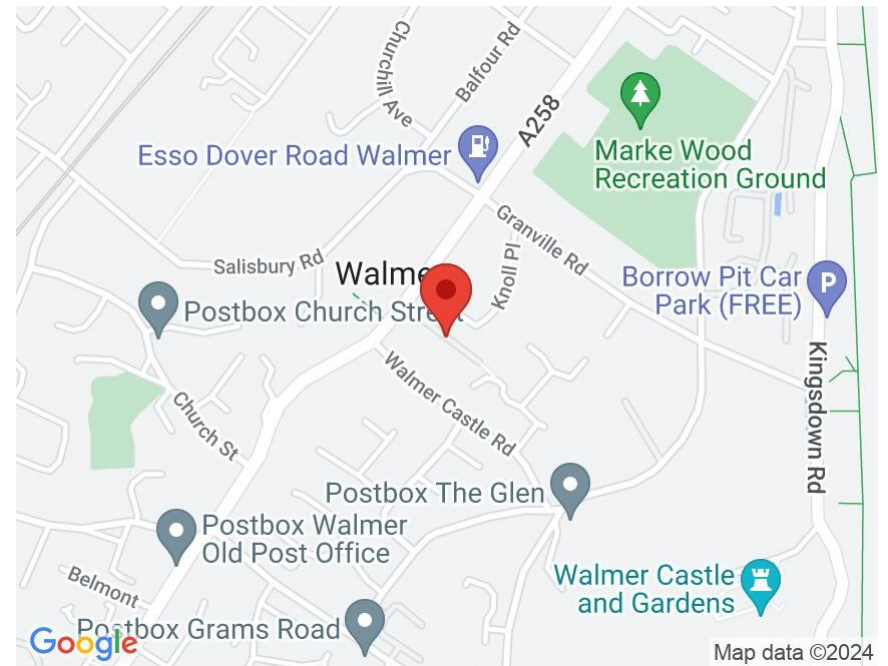 Churchill Ave
Balfour Rd
A258
Esso Dover Road Walmer
Marke Wood
Recreation Ground
Granville Rd
Salisbury Rd
Knoll Pl
Walme
Borrow Pit Car
Park (FREE)
P
Postbox Church Stre
Walmer Castle Rd
Kingsdown Rd
Church St
Postbox The Glen
Postbox Walmer
Old Post Office
Walmer Castle
and Gardens
Belmont
Postbox Grams Road
Google
Map data ©2024